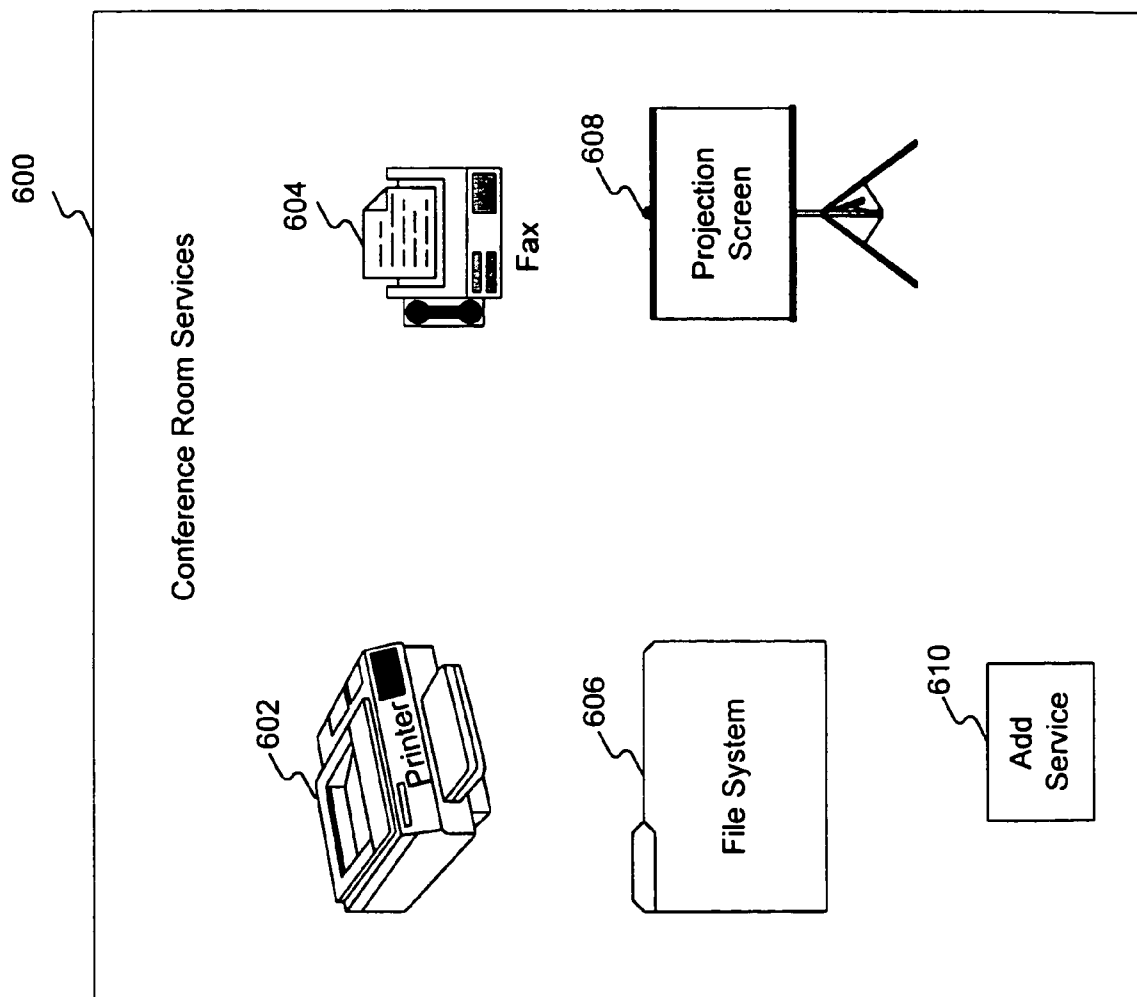 600
Conference Room Services
602
Printer
604
Fax
606
File System
608
Projection
Screen
610
Add
Service